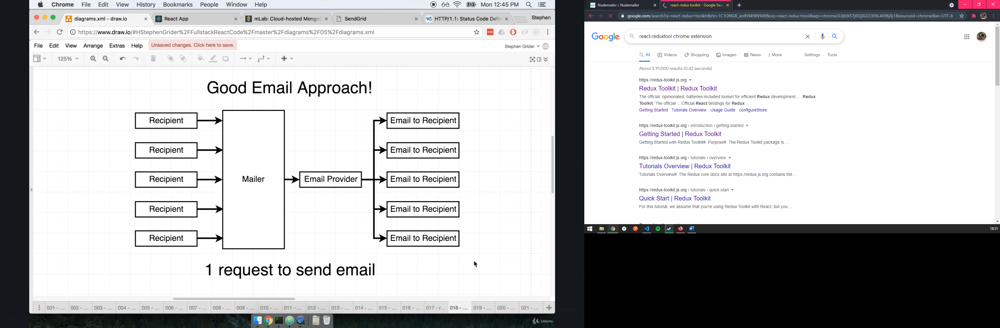 Chrome File Edit View History Bookmarks People Window Help Mon 12:45 PM
diagrams.xml - draw.io React App mLab: Cloud-hosted MongoD SendGrid HTTP/1.1: Status Code Defin Stephen
https://www.draw.io/#HStephenGrider%2FFullstackReactCode%2Fmaster%2Fdiagrams%2F05%2Fdiagrams.xml
File Edit View Arrange Extras Help Unsaved changes. Click here to save. Stephen Grider
125%
Good Email Approach!
Recipient Email to Recipient
Recipient Email to Recipient
Recipient Mailer Email Provider Email to Recipient
Recipient Email to Recipient
Recipient Email to Recipient
1 request to send email
001 - ... 002 - ... 003 - ... 004 - ... 005 - ... 006 - ... 007 - ... 008 - ... 009 - ... 010 - ... 011 - ... 012 - ... 013 - ... 014 - ... 015 - ... 016 - ... 017 - r... 018 - ... 019 - ... 020 - ... 021 - ...
Udemy
Nodemailer :: Nodemailer react-redux toolkit - Google Sea
google.com/search?q=react-redux+toolkit&rlz=1C1ONGR_enIN949IN949&oq=react-redux+tool&aqs=chrome.0.0j69i57j0l2j0i22i30l6.4696j0j1&sourceid=chrome&ie=UTF-8
Google react-reduxtool chrome extension
All Videos Shopping Images News More Settings Tools
About 5,91,000 results (0.42 seconds)
https://redux-toolkit.js.org
Redux Toolkit | Redux Toolkit
The official, opinionated, batteries-included toolset for efficient Redux development. ... Redux
Toolkit. The official ... Official React bindings for Redux ...
Getting Started · Tutorials Overview · Usage Guide · configureStore
https://redux-toolkit.js.org › introduction › getting-started
Getting Started | Redux Toolkit
Getting Started with Redux Toolkit#. Purpose#. The Redux Toolkit package is ...
https://redux-toolkit.js.org › tutorials › overview
Tutorials Overview | Redux Toolkit
Tutorials Overview#. The Redux core docs site at https://redux.js.org contains the ...
https://redux-toolkit.js.org › tutorials › quick-start
Quick Start | Redux Toolkit
For this tutorial, we assume that you're using Redux Toolkit with React, but you ...
18:51